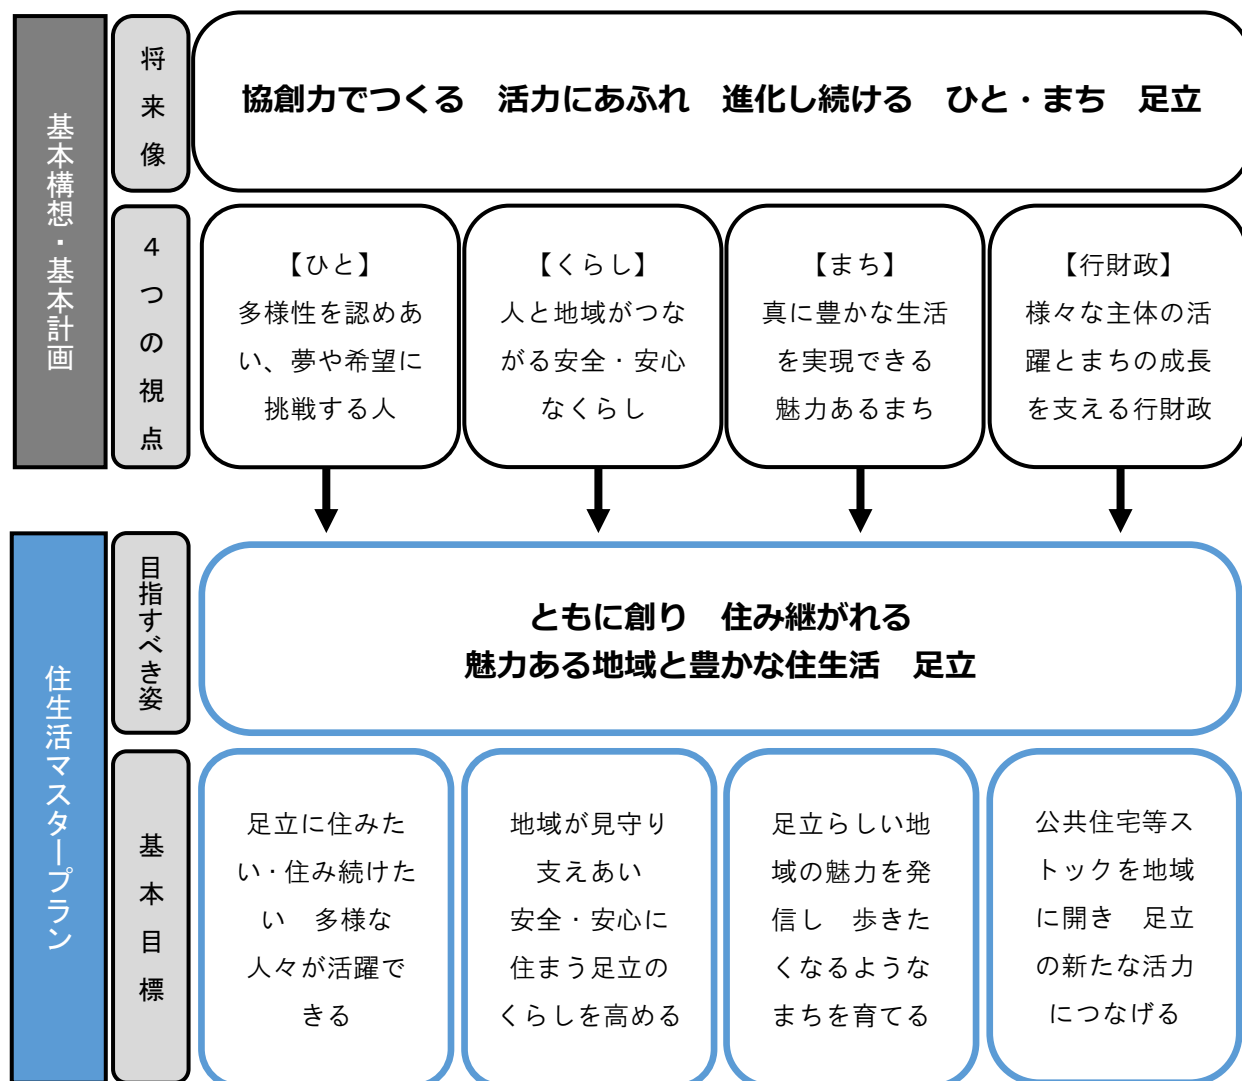 基本構想・基本計画
将来像
協創力でつくる　活力にあふれ　進化し続ける　ひと・まち　足立
４つの視点
【ひと】
多様性を認めあ
い、夢や希望に
挑戦する人
【くらし】
人と地域がつな
がる安全・安心
なくらし
【まち】
真に豊かな生活
を実現できる
魅力あるまち
【行財政】
様々な主体の活
躍とまちの成長
を支える行財政
住生活マスタープラン
目指すべき姿
ともに創り　住み継がれる
魅力ある地域と豊かな住生活　足立
基本目標
足立に住みた
い・住み続けた
い　多様な
人々が活躍で
きる
地域が見守り
支えあい
安全・安心に
住まう足立の
くらしを高める
足立らしい地
域の魅力を発
信し　歩きた
くなるような
まちを育てる
公共住宅等ス
トックを地域
に開き　足立
の新たな活力
につなげる